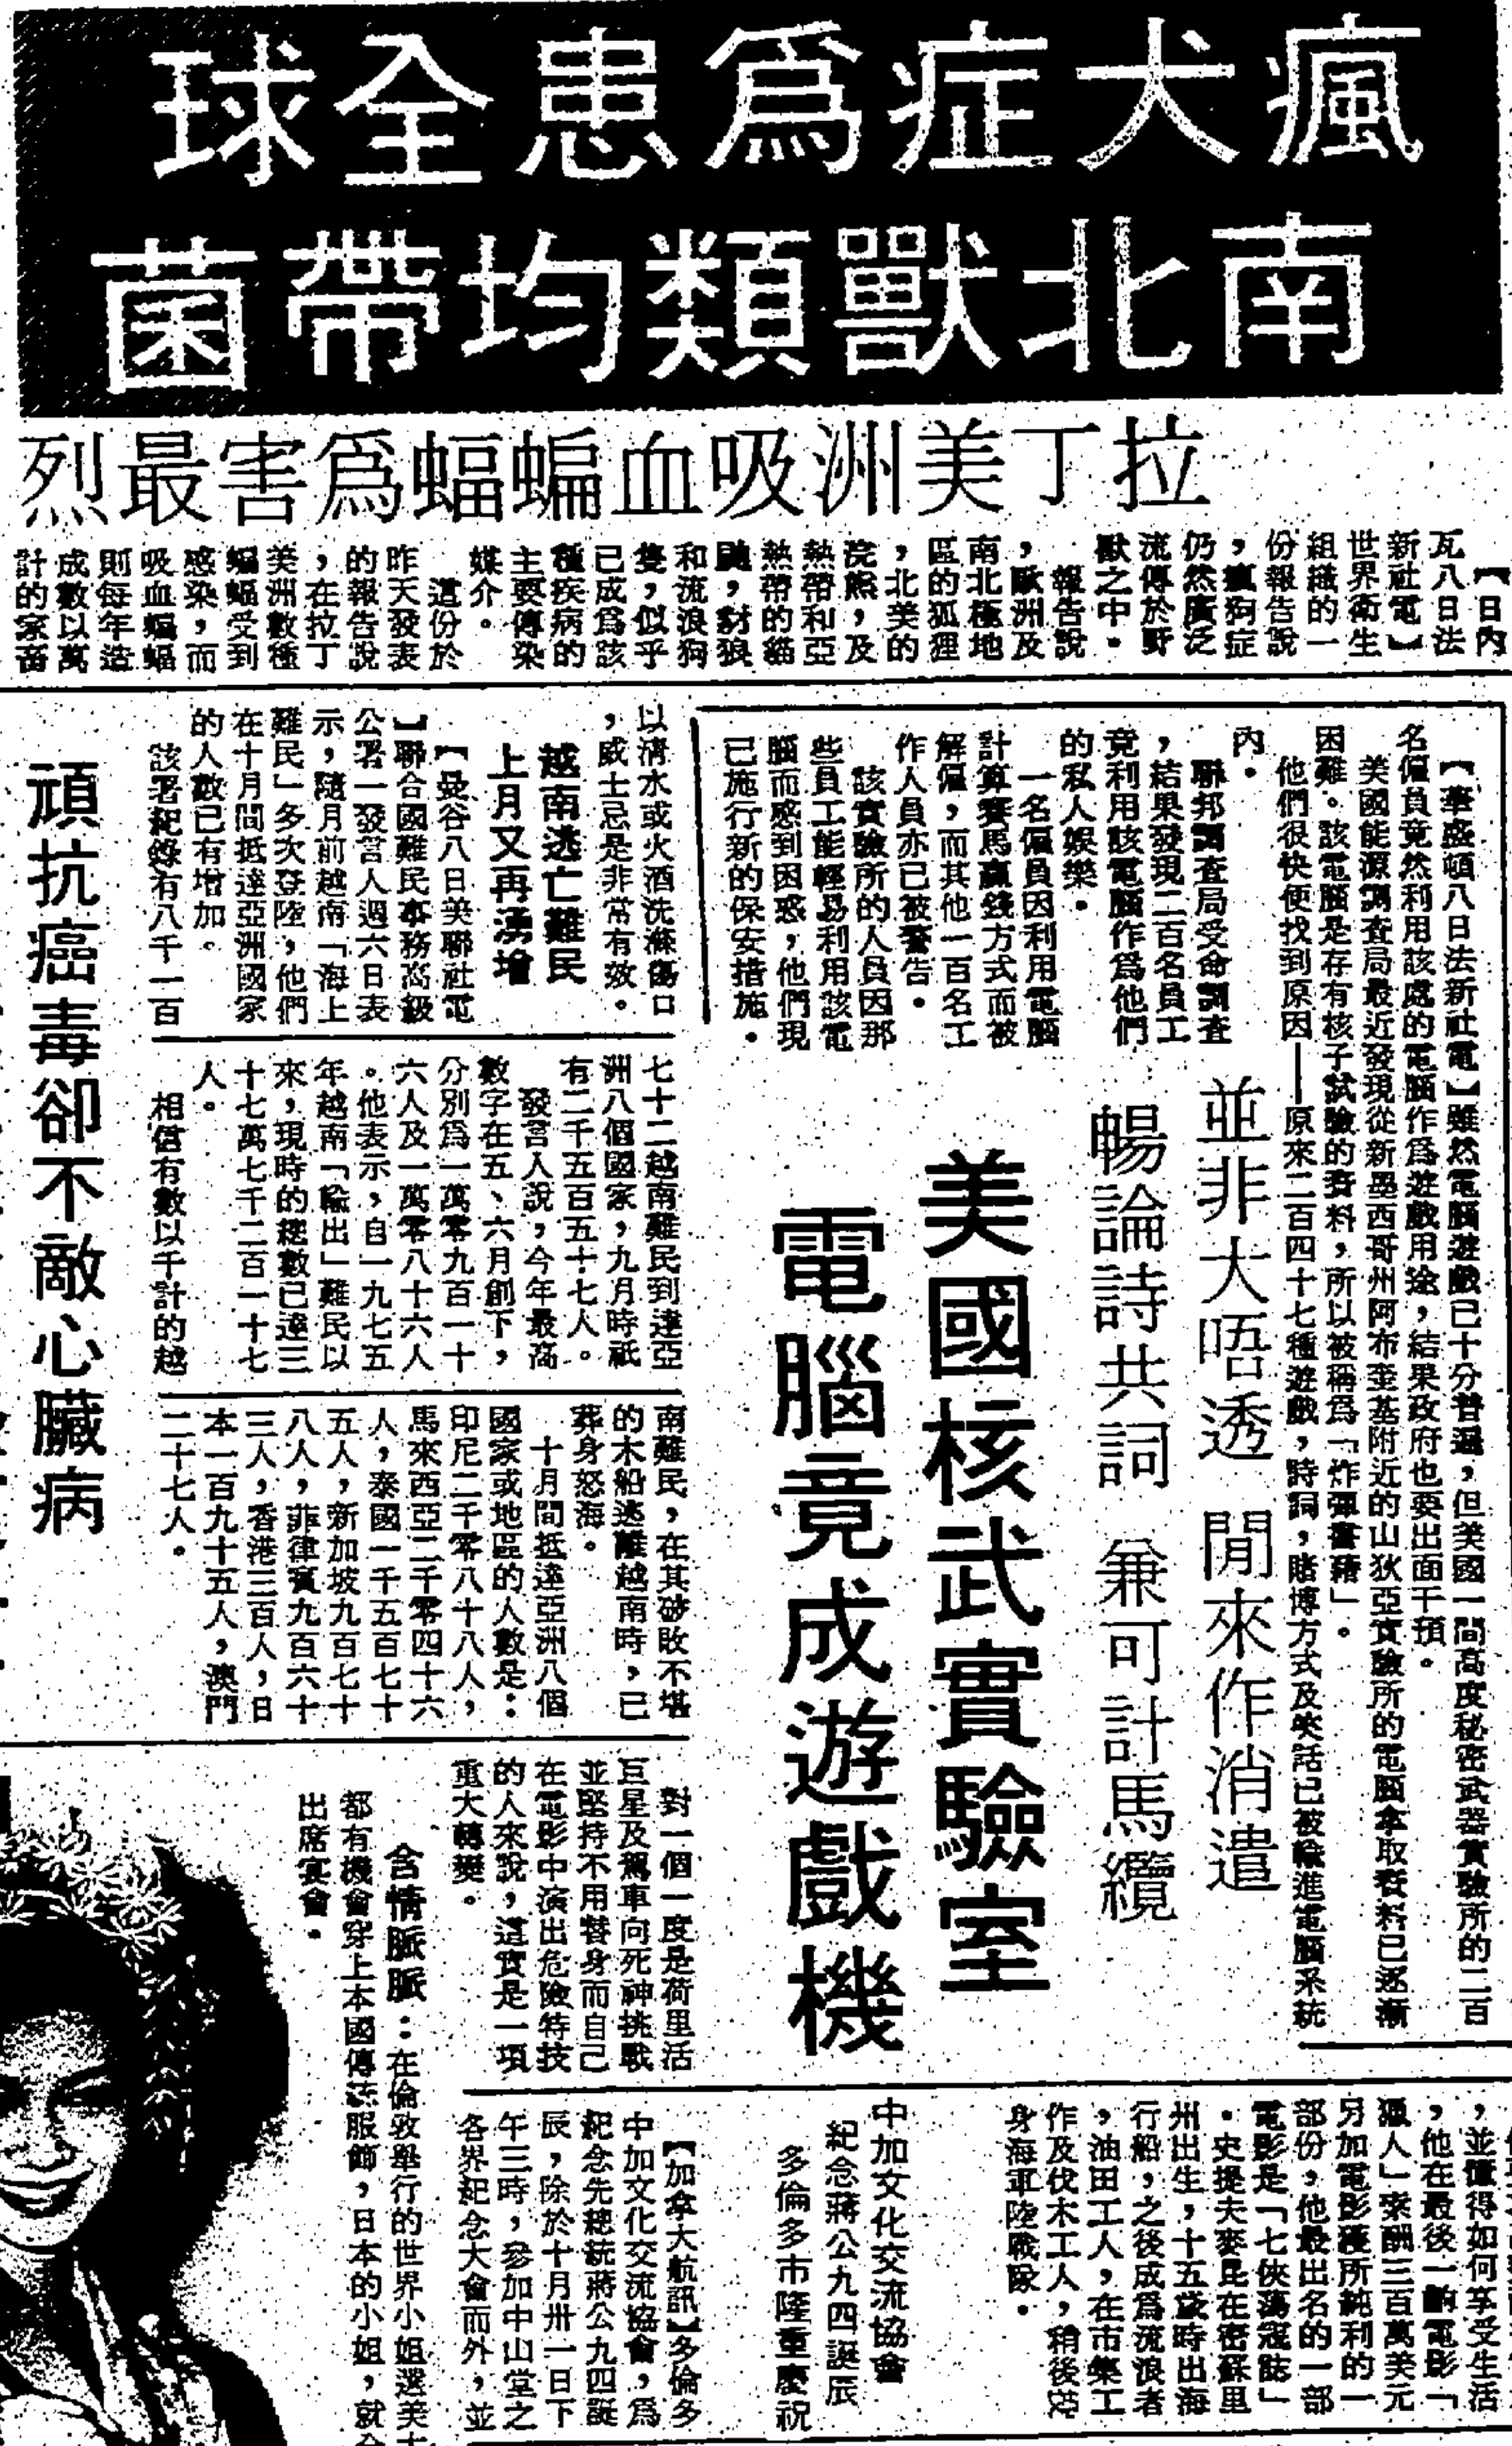 瘋犬症爲患全球
南北獸類均帶菌
拉丁美洲吸血蝙蝠爲害最烈
【日內
瓦八日法
新社電】
世界衛生
組織的一
份報告說
，瘋狗症
仍然廣泛
流傳於野
獸之中。
報告說
，歐洲及
南北極地
區的狐狸
，北美的
浣熊，及
熱帶和亞
熱帶的貓
鼬，豺狼
和流浪狗
隻，似乎
已成爲該
種疾病的
主要傳染
媒介。
這份於
昨天發表
的報告說
，在拉丁
美洲數種
蝙蝠受到
感染，而
吸血蝙蝠
則每年造
成數以萬
計的家畜
美國核武實驗室
電腦竟成遊戲機
並非大唔透 閒來作消遣
暢論詩共詞 兼可計馬纜
【華盛頓八日法新社電】雖然電腦遊戲已十分普遍，但美國一間高度秘密武器實驗所的二百
名僱員竟然利用該處的電腦作爲遊戲用途，結果政府也要出面干預。
美國能源調查局最近發現從新墨西哥州阿布奎基附近的山狄亞實驗所的電腦拿取資料已逐漸
困難。該電腦是存有核子試驗的資料，所以被稱爲「炸彈書籍」。
他們很快便找到原因——原來二百四十七種遊戲，詩詞，賭博方式及笑話已被輸進電腦系統
內。
聯邦調查局受命調查
，結果發現二百名員工
竟利用該電腦作爲他們
的私人娛樂。
一名僱員因利用電腦
計算賽馬贏錢方式而被
解僱，而其他一百名工
作人員亦已被警告。
該實驗所的人員因那
些員工能輕易利用該電
腦而感到困惑，他們現
已施行新的保安措施。
以清水或火酒洗滌傷口
，威士忌是非常有效。
越南逃亡難民
上月又再湧增
【曼谷八日美聯社電
】聯合國難民事務高級
公署一發言人週六日表
示，隨月前越南「海上
難民」多次登陸，他們
在十月間抵達亞洲國家
的人數已有增加。
該署紀錄有八千一百
七十二越南難民到達亞
洲八個國家，九月時祇
有二千五百五十七人。
發言人說，今年最高
數字在五、六月創下，
分別爲一萬零九百一十
六人及一萬零八十六人
。他表示，自一九七五
年越南「輸出」難民以
來，現時的總數已達三
十七萬七千二百一十七
人。
相信有數以千計的越
南難民，在其破敗不堪
的木船逃離越南時，已
葬身怒海。
十月間抵達亞洲八個
國家或地區的人數是：
印尼二千零八十八人，
馬來西亞二千零四十六
人，泰國一千五百七十
五人，新加坡九百七十
八人，菲律賓九百六十
三人，香港三百人，日
本一百九十五人，澳門
二十七人。
頑抗癌毒卻不敵心臟病
對一個一度是荷里活
巨星及駕車向死神挑戰
並堅持不用替身而自己
在電影中演出危險特技
的人來說，這實是一項
重大轉變。
含情脈脈：在倫敦舉行的世界小姐選美大
都有機會穿上本國傳統服飾，日本的小姐，就
出席宴會。
，並懂得如何享受生活
，他在最後一齣電影「
獵人」索酬三百萬美元
另加電影獲所純利的一
部份，他最出名的一部
電影是「七俠蕩寇誌」
。史提夫麥昆在密蘇里
州出生，十五歲時出海
行船，之後成爲流浪者
，油田工人，在市集工
作及伐木工人，稍後從
身海軍陸戰隊。
中加文化交流協會
紀念蔣公九四誕辰
多倫多市隆重慶祝
【加拿大航訊】多倫多
中加文化交流協會，爲
紀念先總統蔣公九四誕
辰，除於十月卅一日下
午三時，參加中山堂之
各界紀念大會而外，並